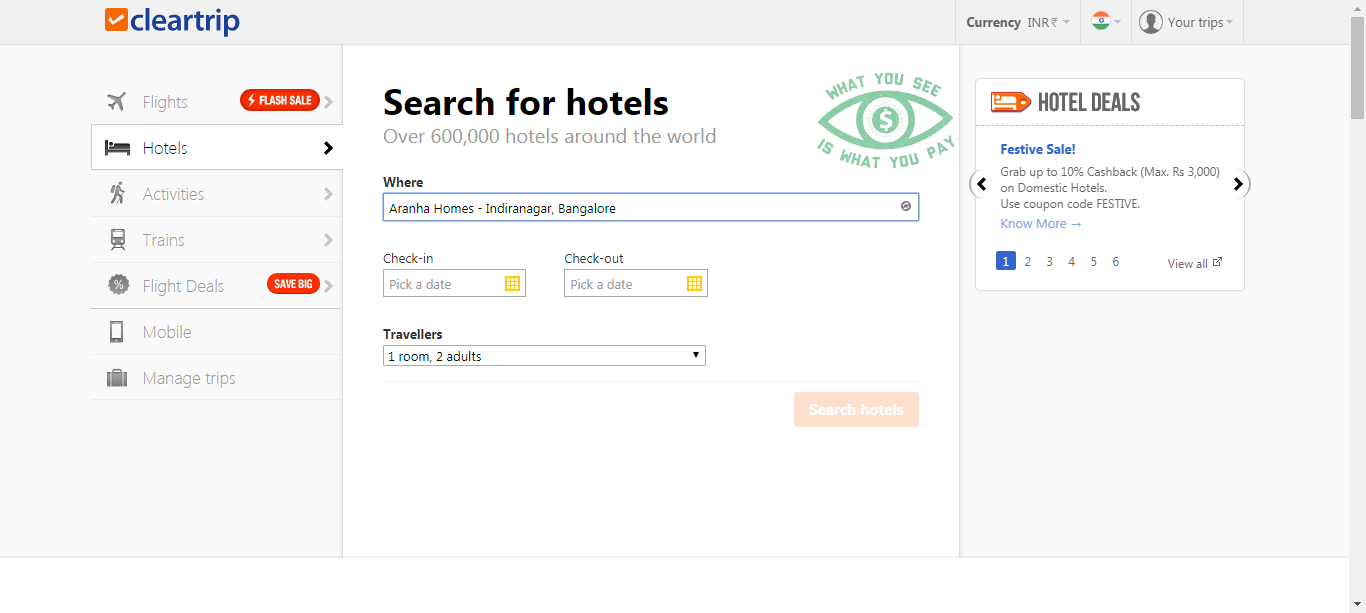 cleartrip
Currency INR₹
Your trips
Flights
FLASH SALE
Hotels
Activities
Trains
Flight Deals
SAVE BIG
Mobile
Manage trips
Search for hotels
Over 600,000 hotels around the world
WHAT YOU SEE
$
IS WHAT YOU PAY
Where
Aranha Homes - Indiranagar, Bangalore
Check-in
Check-out
Pick a date
Pick a date
Travellers
1 room, 2 adults
Search hotels
HOTEL DEALS
Festive Sale!
Grab up to 10% Cashback (Max. Rs 3,000)
on Domestic Hotels.
Use coupon code FESTIVE.
Know More →
1 2 3 4 5 6
View all